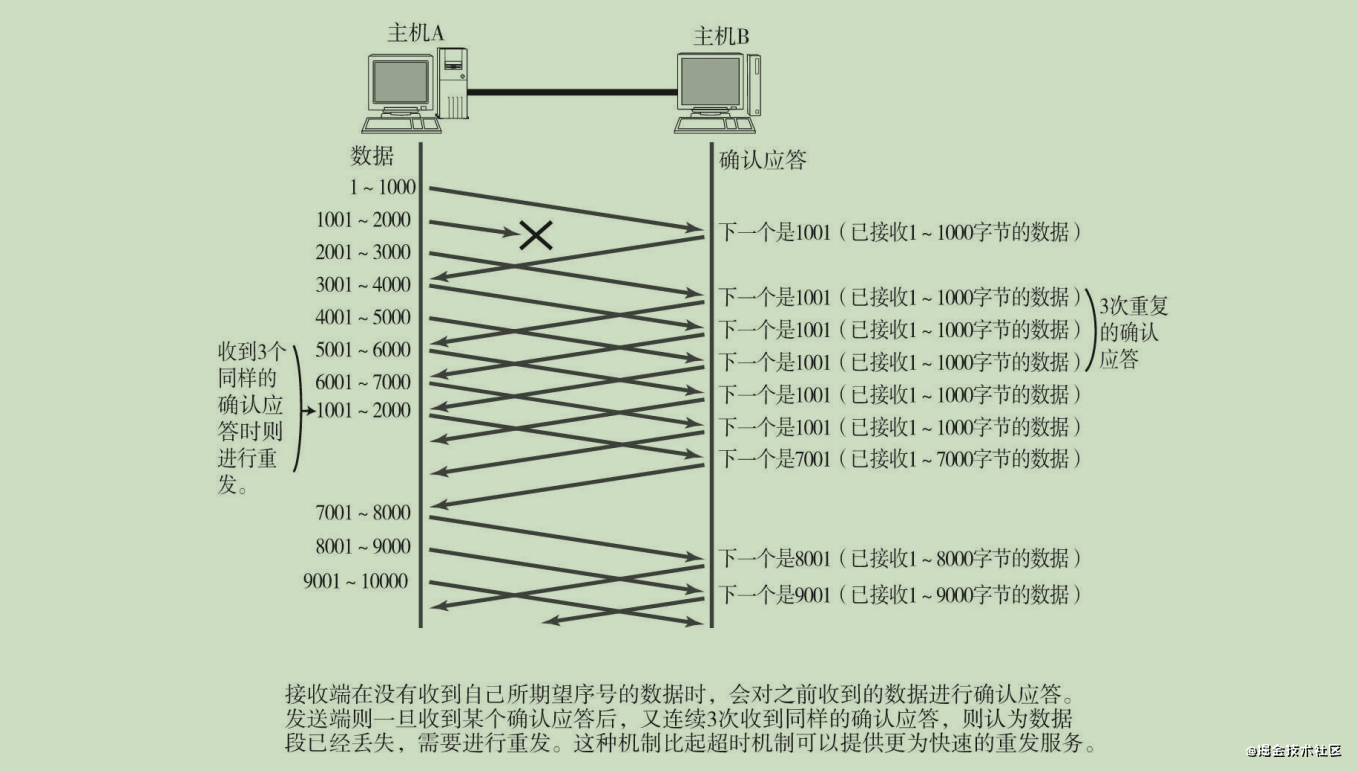 主机A
主机B
数据
确认应答
1~1000
1001~2000
下一个是1001（已接收1~1000字节的数据）
2001~3000
3001~4000
下一个是1001（已接收1~1000字节的数据）
4001~5000
下一个是1001（已接收1~1000字节的数据）
5001~6000
下一个是1001（已接收1~1000字节的数据）
3次重复
的确认
应答
6001~7000
下一个是1001（已接收1~1000字节的数据）
收到3个
同样的
确认应
答时则
进行重
发。
1001~2000
下一个是1001（已接收1~1000字节的数据）
下一个是7001（已接收1~7000字节的数据）
7001~8000
8001~9000
下一个是8001（已接收1~8000字节的数据）
9001~10000
下一个是9001（已接收1~9000字节的数据）
接收端在没有收到自己所期望序号的数据时，会对之前收到的数据进行确认应答。
发送端则一旦收到某个确认应答后，又连续3次收到同样的确认应答，则认为数据
段已经丢失，需要进行重发。这种机制比起超时机制可以提供更为快速的重发服务。
@掘金技术社区